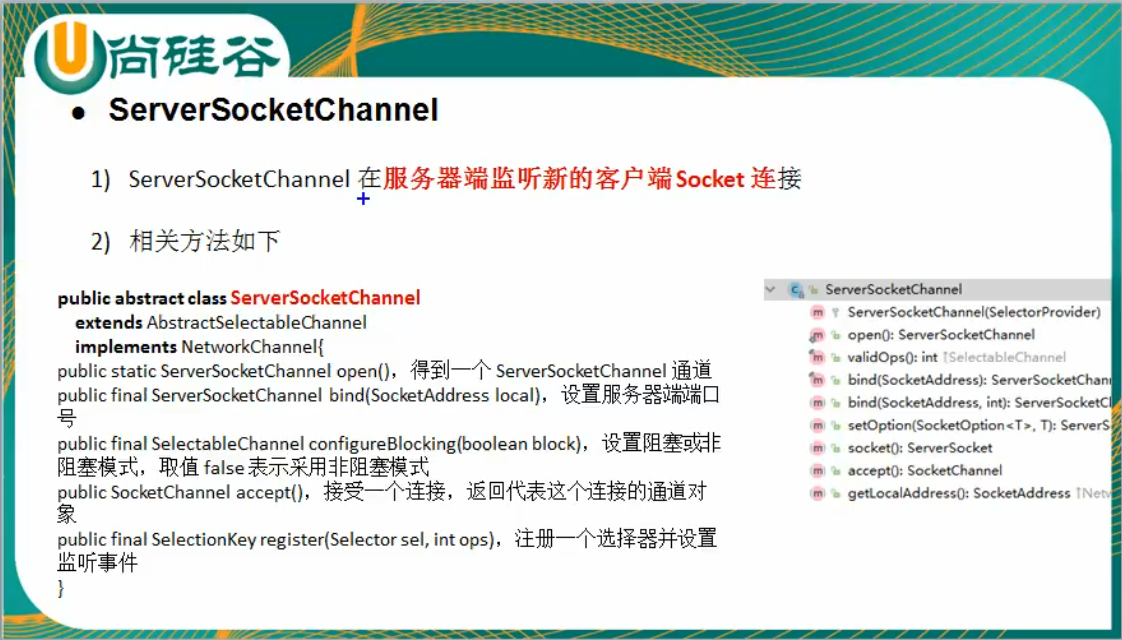 尚硅谷
● ServerSocketChannel
1) ServerSocketChannel 在服务器端监听新的客户端 Socket 连接
2) 相关方法如下
public abstract class ServerSocketChannel
extends AbstractSelectableChannel
implements NetworkChannel{
public static ServerSocketChannel open()，得到一个 ServerSocketChannel 通道
public final ServerSocketChannel bind(SocketAddress local)，设置服务器端端口
号
public final SelectableChannel configureBlocking(boolean block)，设置阻塞或非
阻塞模式，取值 false 表示采用非阻塞模式
public SocketChannel accept()，接受一个连接，返回代表这个连接的通道对
象
public final SelectionKey register(Selector sel, int ops)，注册一个选择器并设置
监听事件
}
ServerSocketChannel
ServerSocketChannel(SelectorProvider)
open(): ServerSocketChannel
validOps(): int ↑SelectableChannel
bind(SocketAddress): ServerSocketChan
bind(SocketAddress, int): ServerSocketC
setOption(SocketOption<T>, T): ServerS
socket(): ServerSocket
accept(): SocketChannel
getLocalAddress(): SocketAddress ↑Netw